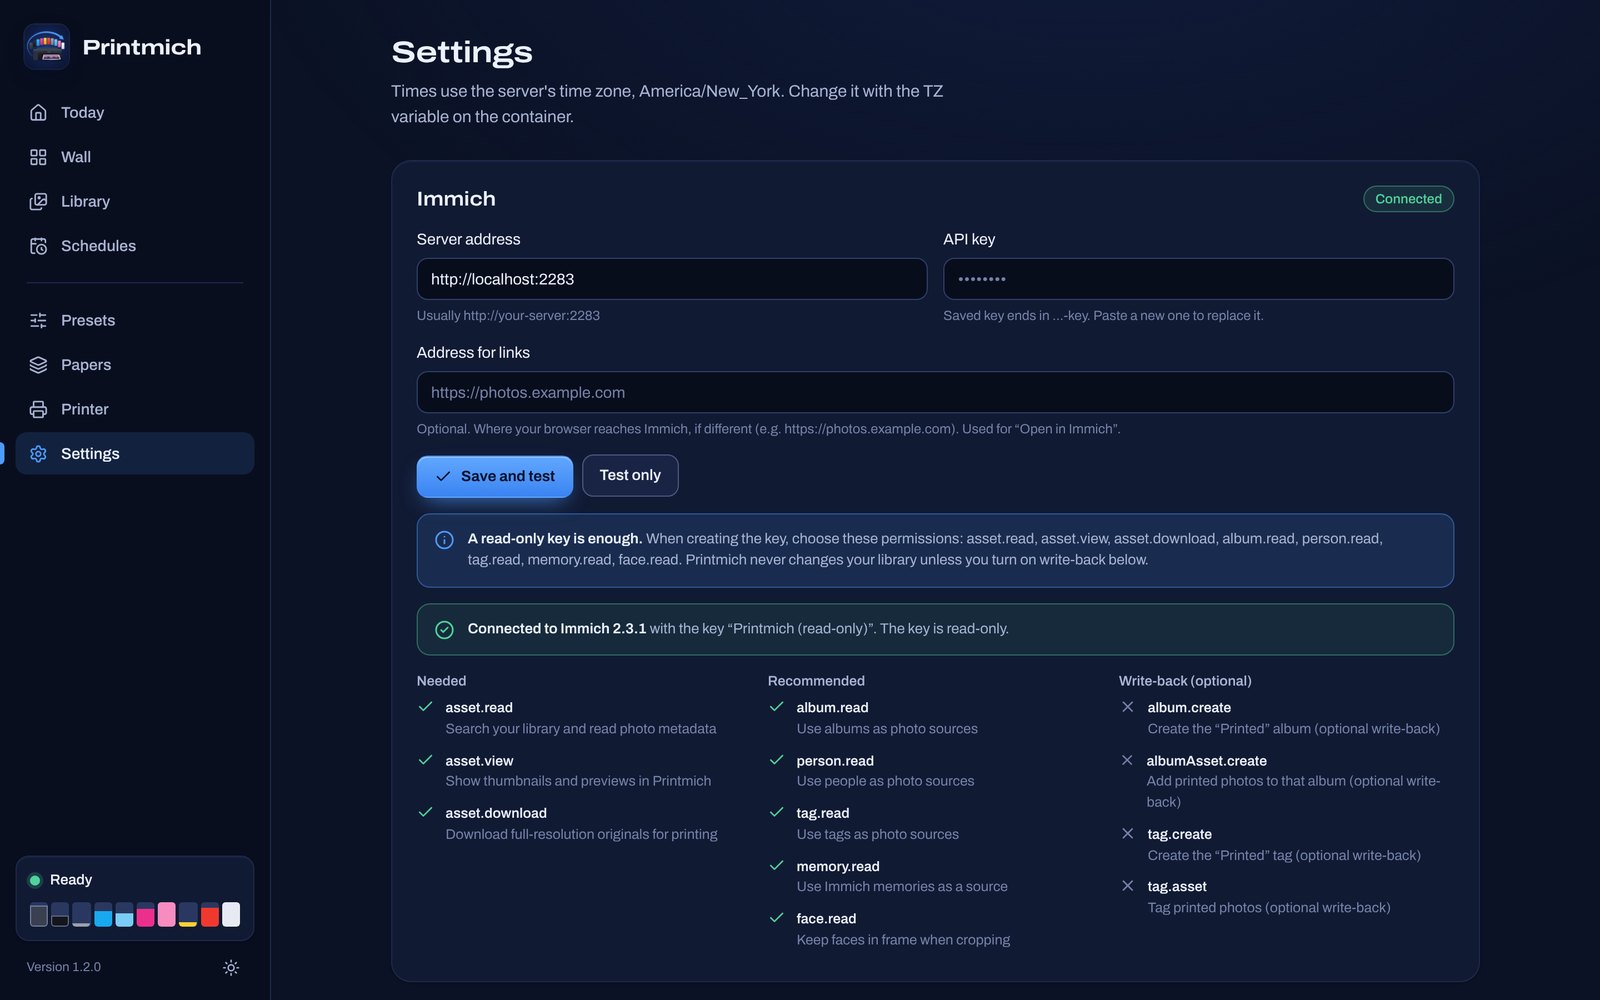 Printmich
Today
Wall
Library
Schedules
Presets
Papers
Printer
Settings
Ready
Version 1.2.0
Settings
Times use the server's time zone, America/New_York. Change it with the TZ
variable on the container.
Immich
Connected
Server address
http://localhost:2283
Usually http://your-server:2283
API key
••••••••
Saved key ends in ...-key. Paste a new one to replace it.
Address for links
https://photos.example.com
Optional. Where your browser reaches Immich, if different (e.g. https://photos.example.com). Used for “Open in Immich”.
Save and test
Test only
A read-only key is enough. When creating the key, choose these permissions: asset.read, asset.view, asset.download, album.read, person.read,
tag.read, memory.read, face.read. Printmich never changes your library unless you turn on write-back below.
Connected to Immich 2.3.1 with the key “Printmich (read-only)”. The key is read-only.
Needed
asset.read
Search your library and read photo metadata
asset.view
Show thumbnails and previews in Printmich
asset.download
Download full-resolution originals for printing
Recommended
album.read
Use albums as photo sources
person.read
Use people as photo sources
tag.read
Use tags as photo sources
memory.read
Use Immich memories as a source
face.read
Keep faces in frame when cropping
Write-back (optional)
album.create
Create the “Printed” album (optional write-back)
albumAsset.create
Add printed photos to that album (optional write-
back)
tag.create
Create the “Printed” tag (optional write-back)
tag.asset
Tag printed photos (optional write-back)